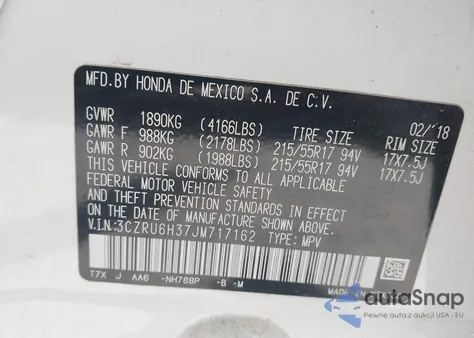 MFD. BY HONDA DE MEXICO S.A. DE C.V.
02/'18
GVWR 1890KG (4166LBS) TIRE SIZE RIM SIZE
GAWR F 988KG (2178LBS) 215/55R17 94V 17X7.5J
GAWR R 902KG (1988LBS) 215/55R17 94V 17X7.5J
THIS VEHICLE CONFORMS TO ALL APPLICABLE
FEDERAL MOTOR VEHICLE SAFETY
AND THEFT PREVENTION STANDARDS IN EFFECT
ON THE DATE OF MANUFACTURE SHOWN ABOVE.
V.I.N:3CZRU6H37JM717162 TYPE: MPV
T7X J AA6 -NH788P -B -M MADE IN
autaSnap
Pewne auta z USA i EU